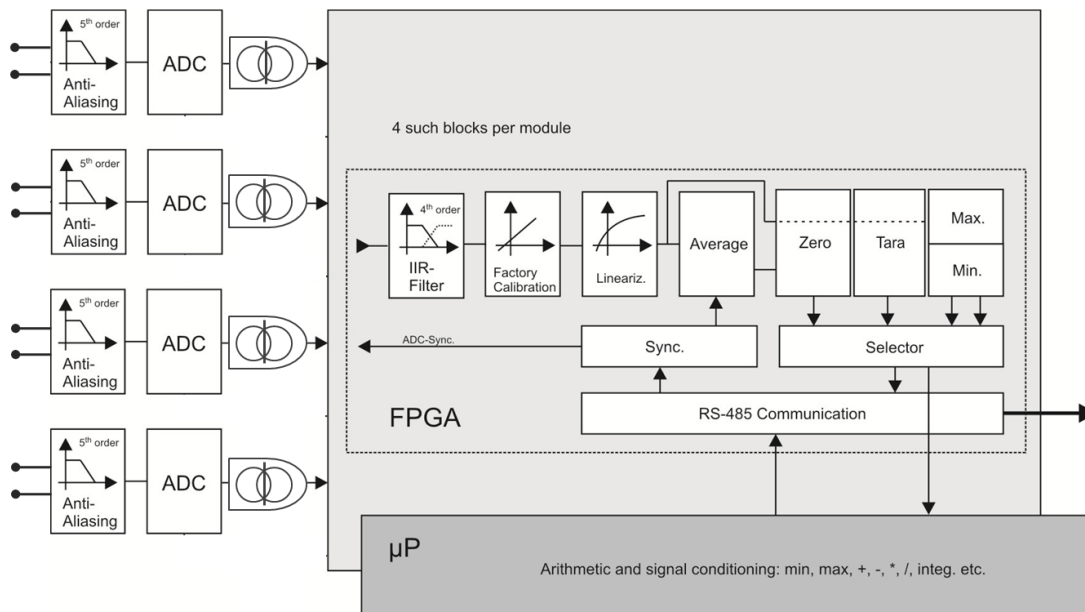 5th order
Anti-
Aliasing
ADC
5th order
Anti-
Aliasing
ADC
5th order
Anti-
Aliasing
ADC
5th order
Anti-
Aliasing
ADC
4 such blocks per module
4th order
IIR-
Filter
Factory
Calibration
Lineariz.
Average
Zero
Tara
Max.
Min.
ADC-Sync.
Sync.
Selector
FPGA
RS-485 Communication
µP
Arithmetic and signal conditioning: min, max, +, -, *, /, integ. etc.